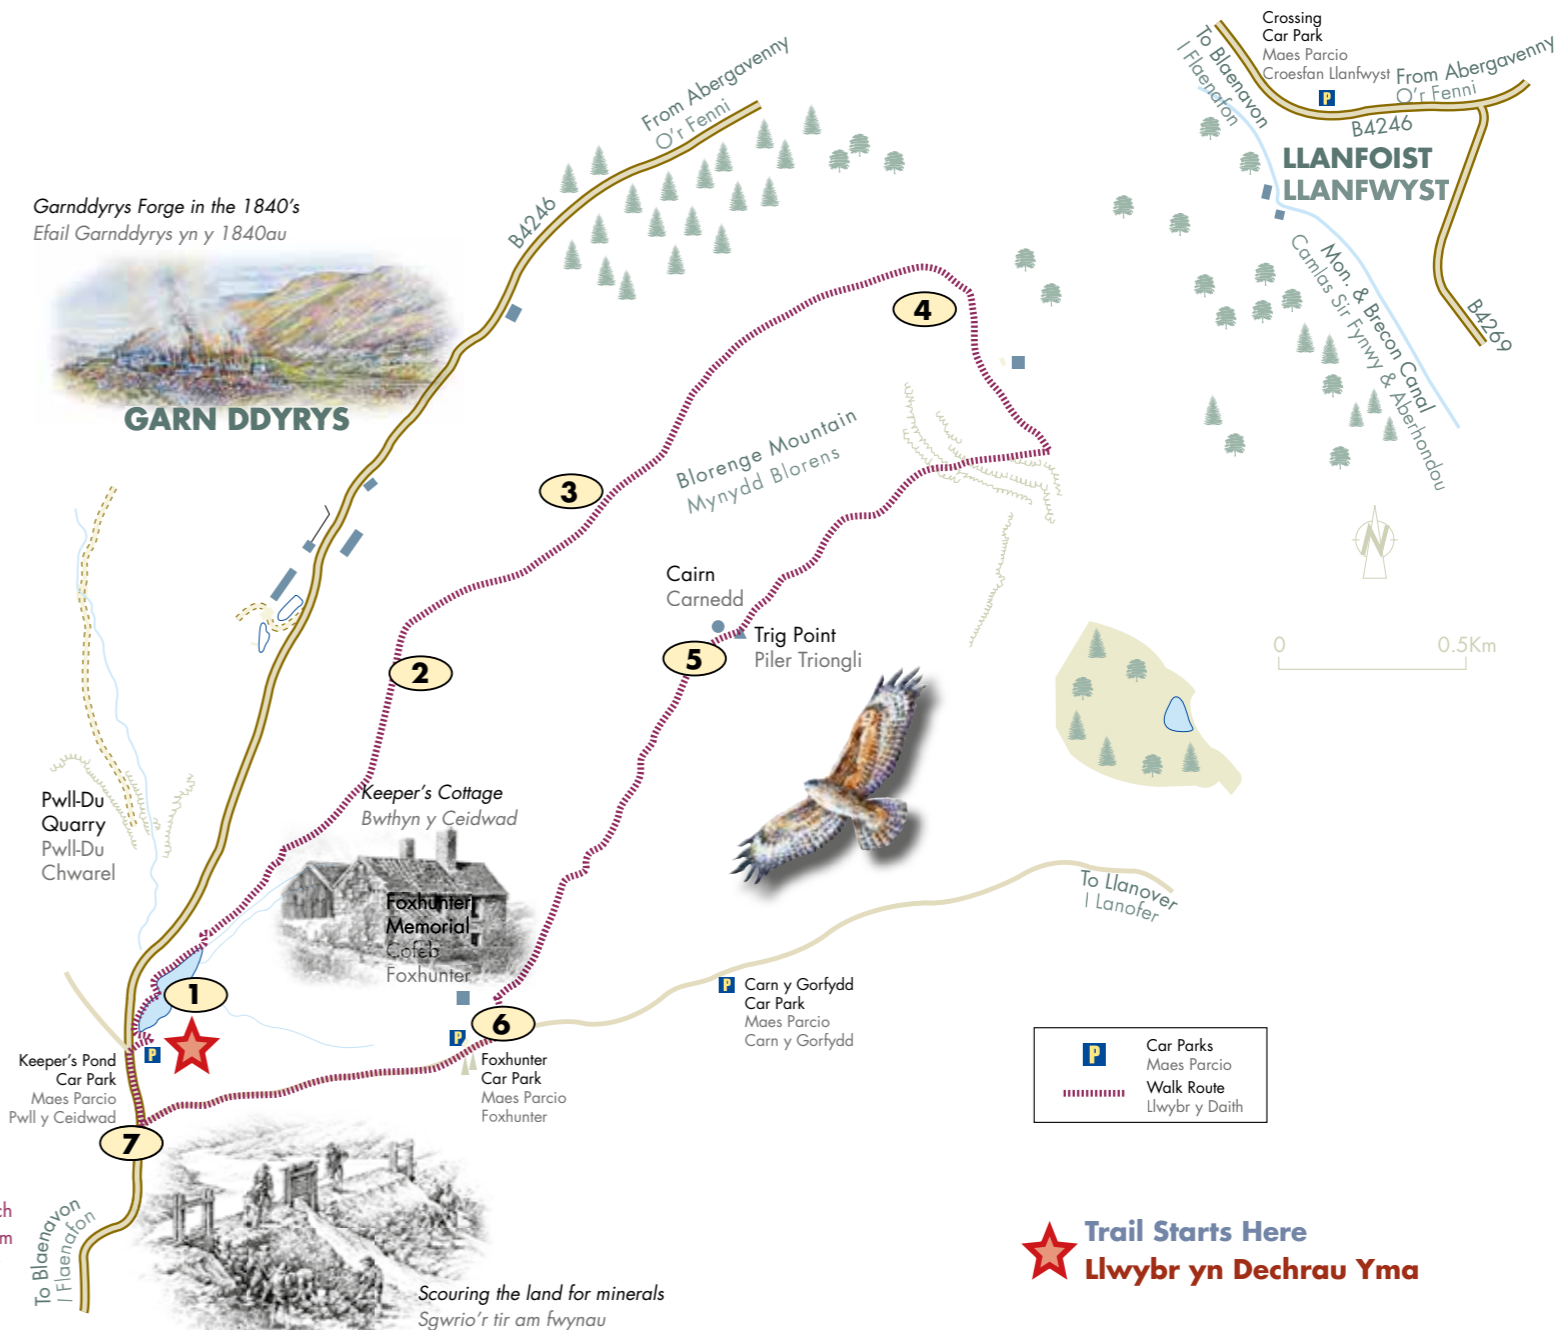 Crossing
Car Park
Maes Parcio
Croesfan Llanfwyst
P
To Blaenavon
I Flaenafon
From Abergavenny
O'r Fenni
B4246
LLANFOIST
LLANFWYST
B4269
Mon. & Brecon Canal
Camlas Sir Fynwy & Aberhondou
From Abergavenny
O'r Fenni
B4246
Garnddyrys Forge in the 1840's
Efail Garnddyrys yn y 1840au
GARN DDYRYS
4
3
Blorenge Mountain
Mynydd Blorens
N
Cairn
Carnedd
Trig Point
Piler Triongli
5
2
0
0.5Km
Pwll-Du
Quarry
Pwll-Du
Chwarel
Keeper's Cottage
Bwthyn y Ceidwad
Foxhunter
Memorial
Cofeb
Foxhunter
To Llanover
I Lanofer
1
6
P
Carn y Gorfydd
Car Park
Maes Parcio
Carn y Gorfydd
P
Keeper's Pond
Car Park
Maes Parcio
Pwll y Ceidwad
P
Foxhunter
Car Park
Maes Parcio
Foxhunter
7
P
Car Parks
Maes Parcio
Walk Route
Llwybr y Daith
ch
m
To Blaenavon
I Flaenafon
Trail Starts Here
Llwybr yn Dechrau Yma
Scouring the land for minerals
Sgwrio'r tir am fwynau